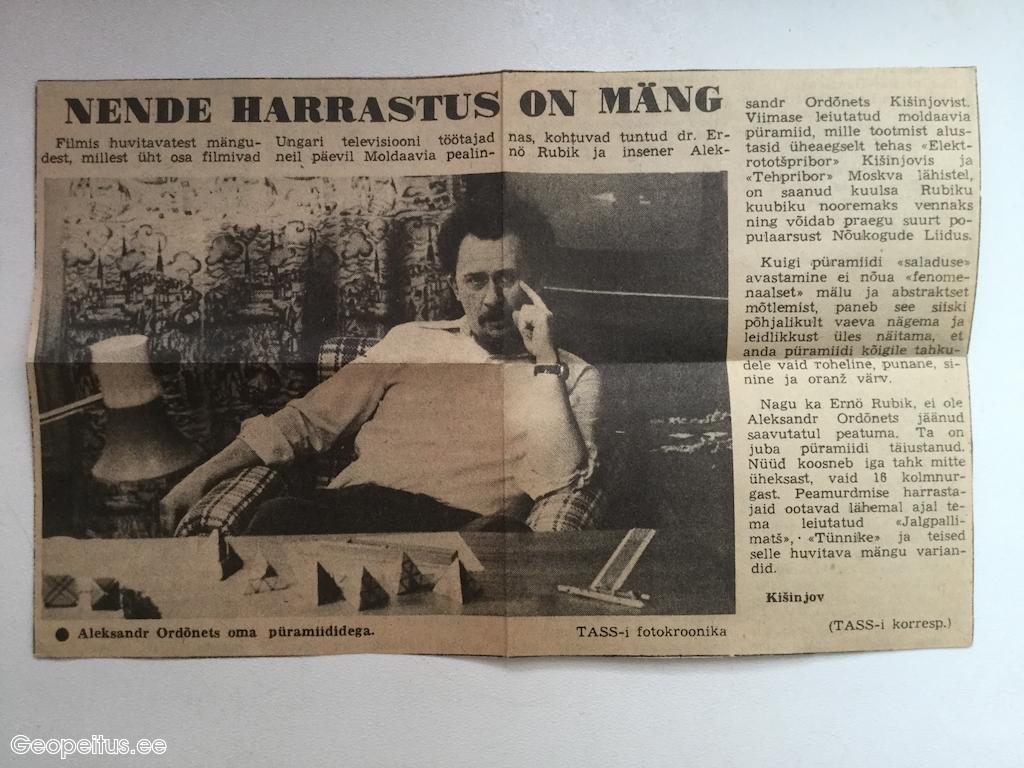 NENDE HARRASTUS ON MÄNG
Filmis huvitavatest mängu-
dest, millest üht osa filmivad
Ungari televisiooni töötajad
neil päevil Moldaavia pealin-
nas, kohtuvad tuntud dr. Er-
nö Rubik ja insener Alek-
sandr Ordõnets Kišinjovist.
Viimase leiutatud moldaavia
püramiid, mille tootmist alus-
tasid üheaegselt tehas «Elekt-
rototšpribor» Kišinjovis ja
«Tehpribor» Moskva lähistel,
on saanud kuulsa Rubiku
kuubiku nooremaks vennaks
ning võidab praegu suurt po-
pulaarsust Nõukogude Liidus.
Kuigi püramiidi «saladuse»
avastamine ei nõua «fenome-
naalset» mälu ja abstraktset
mõtlemist, paneb see siiski
põhjalikult vaeva nägema ja
leidlikkust üles näitama, et
anda püramiidi kõigile tahku-
dele vaid roheline, punane, si-
nine ja oranž värv.
Nagu ka Ernö Rubik, ei ole
Aleksandr Ordõnets jäänud
saavutatul peatuma. Ta on
juba püramiidi täiustanud.
Nüüd koosneb iga tahk mitte
üheksast, vaid 16 kolmnur-
gast. Peamurdmise harrasta-
jaid ootavad lähemal ajal te-
ma leiutatud «Jalgpalli-
matš», «Tünnike» ja teised
selle huvitava mängu varian-
did.
Kišinjov
(TASS-i korresp.)
● Aleksandr Ordõnets oma püramiididega.
TASS-i fotokroonika
Geopeitus.ee